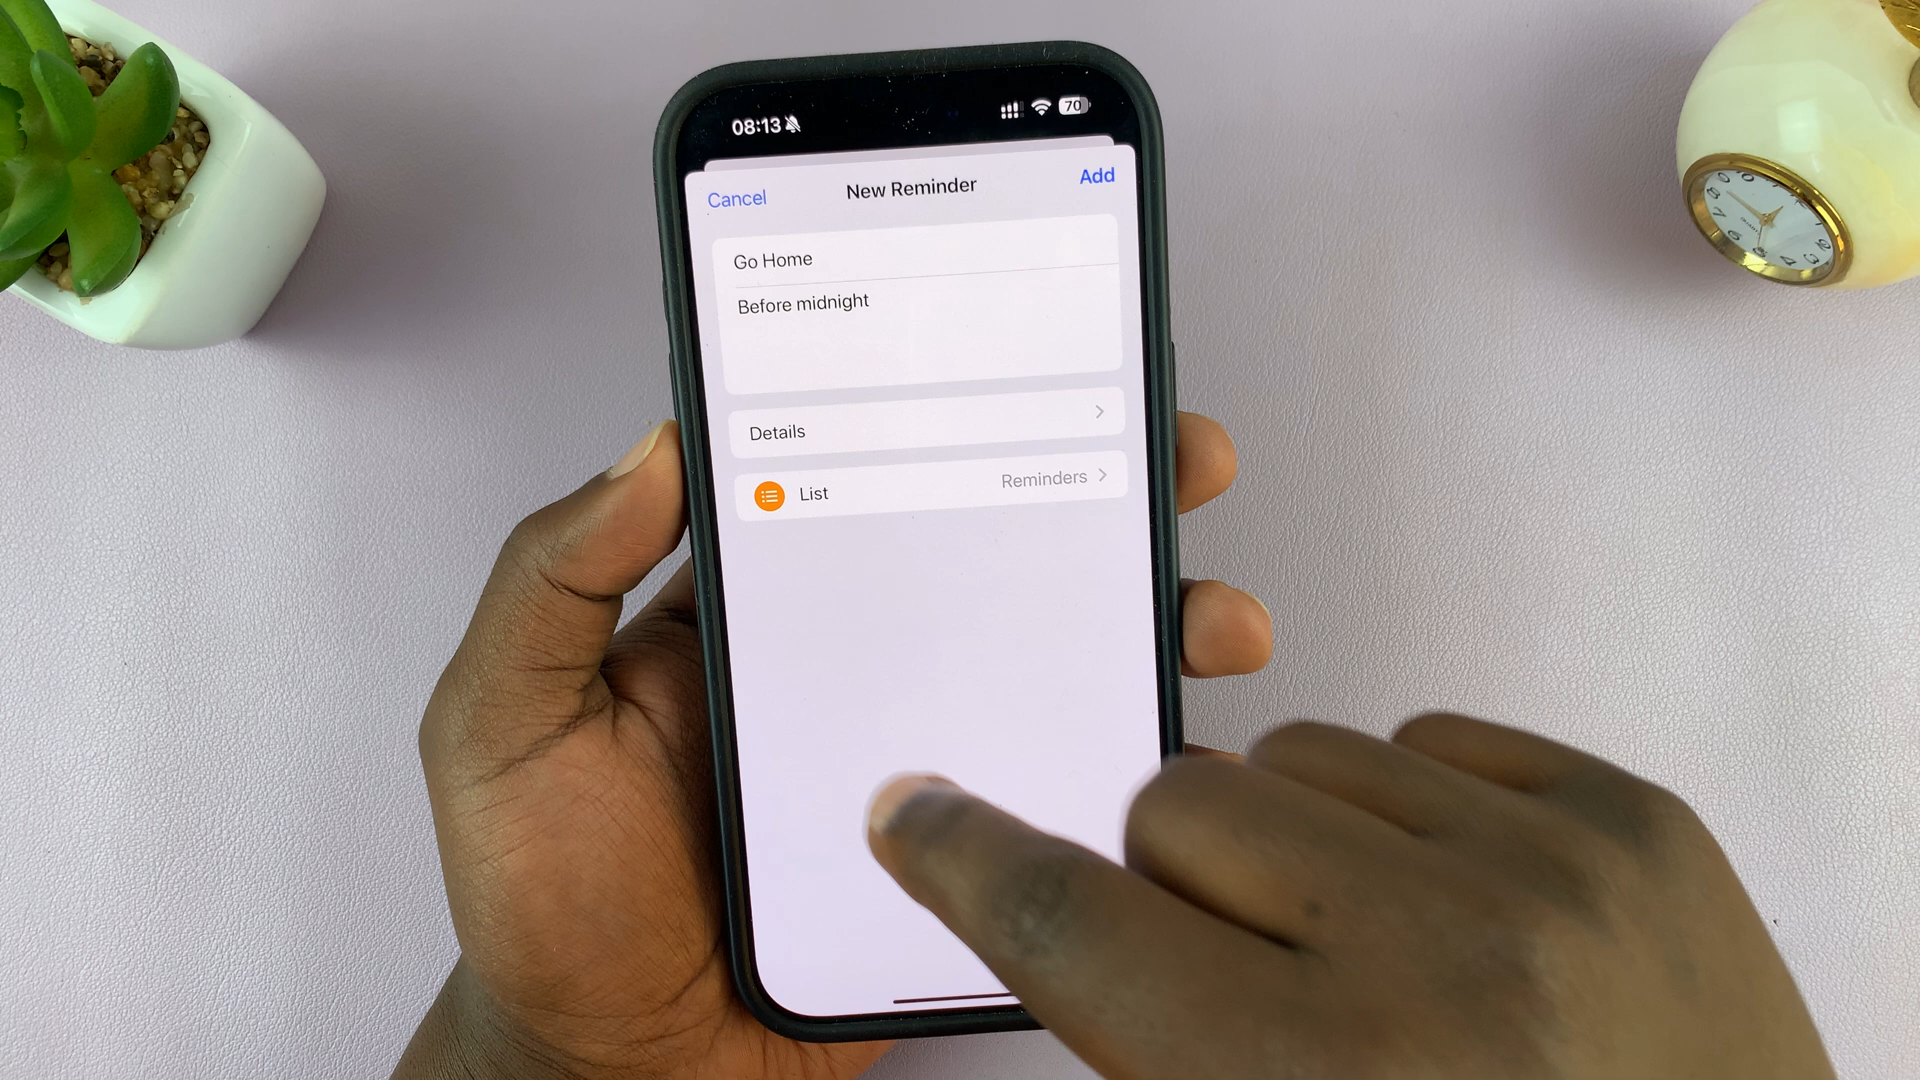 08:13
70
Cancel
New Reminder
Add
Go Home
Before midnight
Details
List
Reminders